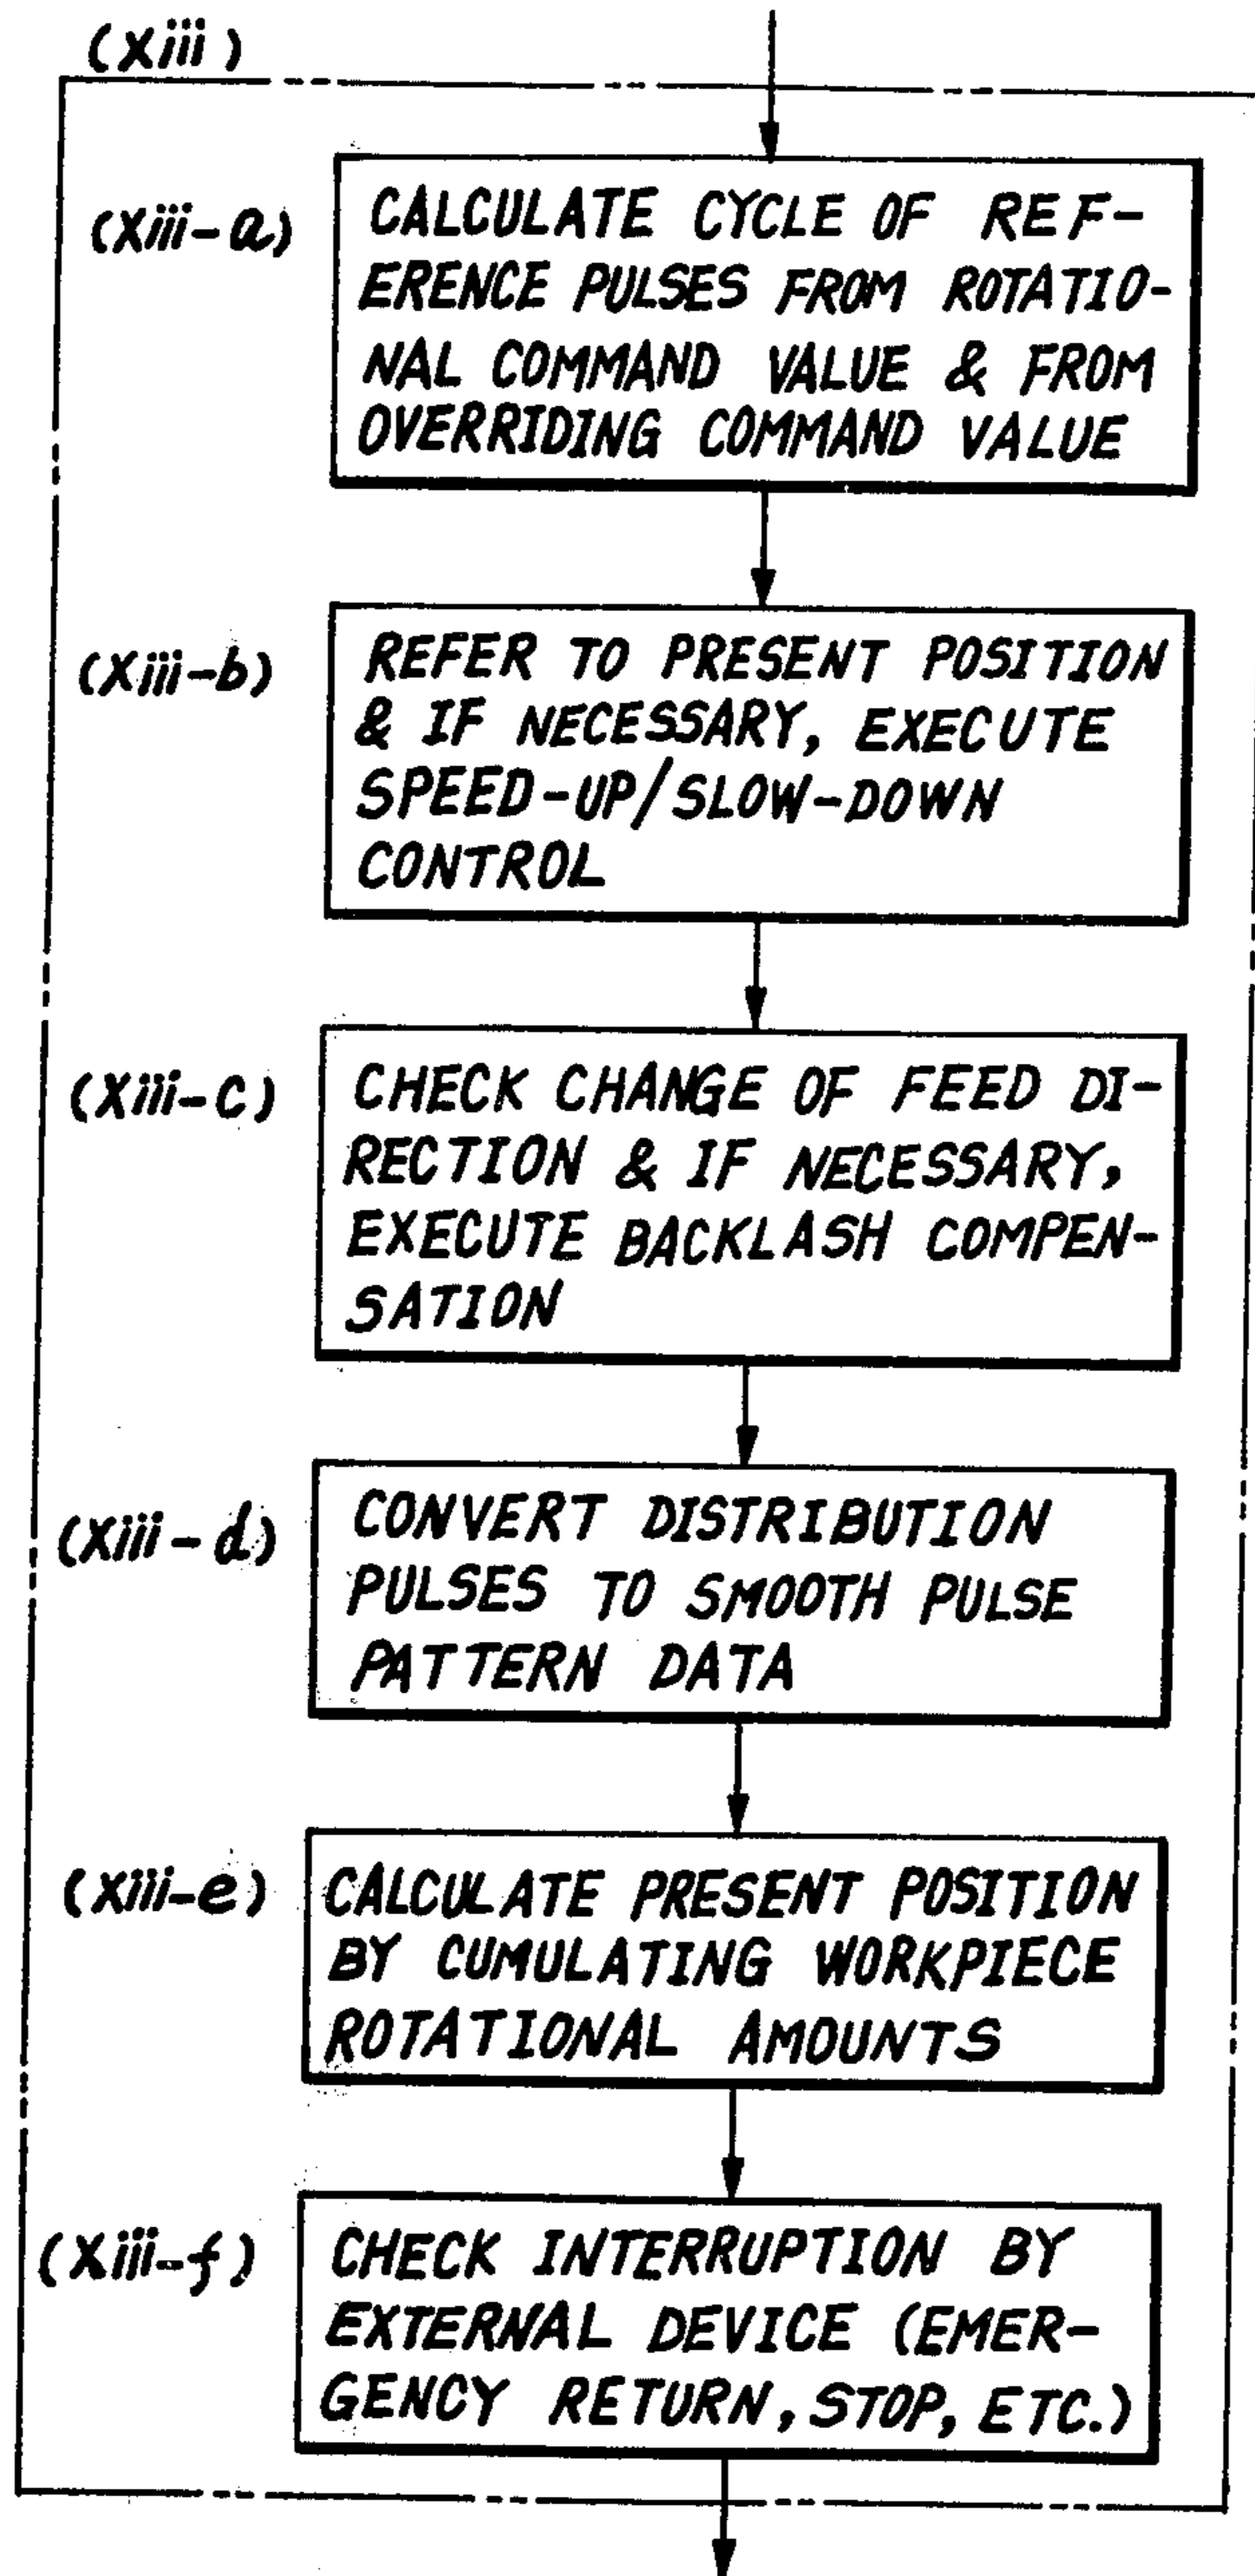 (Xiii)
(Xiii-a)
CALCULATE CYCLE OF REF-
ERENCE PULSES FROM ROTATIO-
NAL COMMAND VALUE & FROM
OVERRIDING COMMAND VALUE
(Xiii-b)
REFER TO PRESENT POSITION
& IF NECESSARY, EXECUTE
SPEED-UP/SLOW-DOWN
CONTROL
(Xiii-c)
CHECK CHANGE OF FEED DI-
RECTION & IF NECESSARY,
EXECUTE BACKLASH COMPEN-
SATION
(Xiii-d)
CONVERT DISTRIBUTION
PULSES TO SMOOTH PULSE
PATTERN DATA
(Xiii-e)
CALCULATE PRESENT POSITION
BY CUMULATING WORKPIECE
ROTATIONAL AMOUNTS
(Xiii-f)
CHECK INTERRUPTION BY
EXTERNAL DEVICE (EMER-
GENCY RETURN, STOP, ETC.)